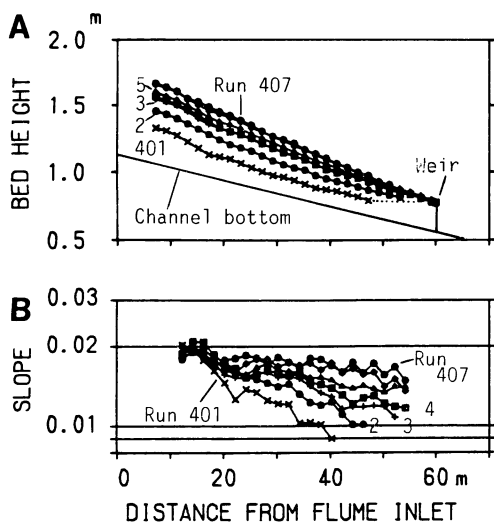 A
m
2.0
BED HEIGHT
5
3
2
401
Run 407
1.5
1.0
Weir
Channel bottom
0.5
B
0.03
SLOPE
0.02
Run
407
Run 401
4
2 3
0.01
0 20 40 60 m
DISTANCE FROM FLUME INLET